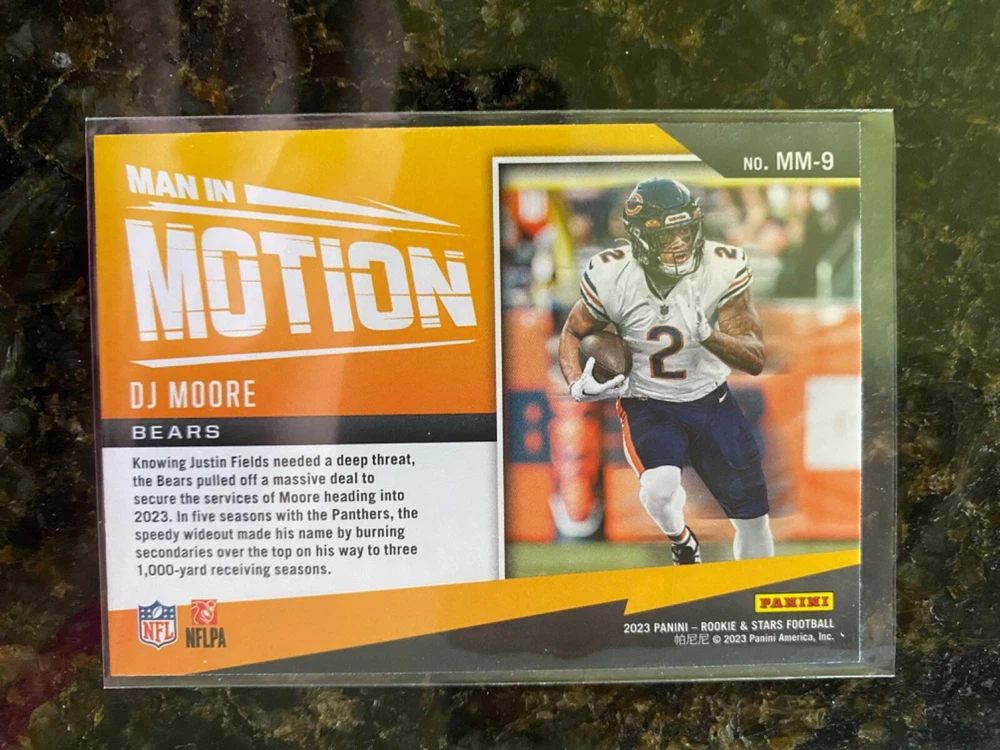 NO. MM-9
MAN IN
MOTION
DJ MOORE
BEARS
Knowing Justin Fields needed a deep threat,
the Bears pulled off a massive deal to
secure the services of Moore heading into
2023. In five seasons with the Panthers, the
speedy wideout made his name by burning
secondaries over the top on his way to three
1,000-yard receiving seasons.
2
2
2
NFL
NFLPA
PANINI
2023 PANINI – ROOKIE & STARS FOOTBALL
帕尼尼 © 2023 Panini America, Inc.